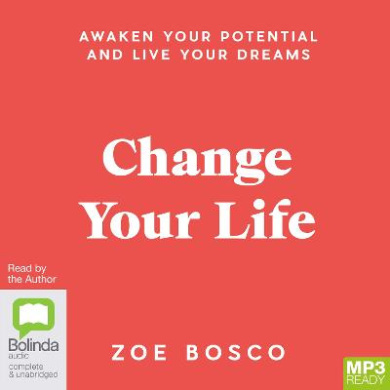 AWAKEN YOUR POTENTIAL
AND LIVE YOUR DREAMS
Change
Your Life
Read by
the Author
Bolinda
audio
complete
& unabridged
ZOE BOSCO
MP3
READY